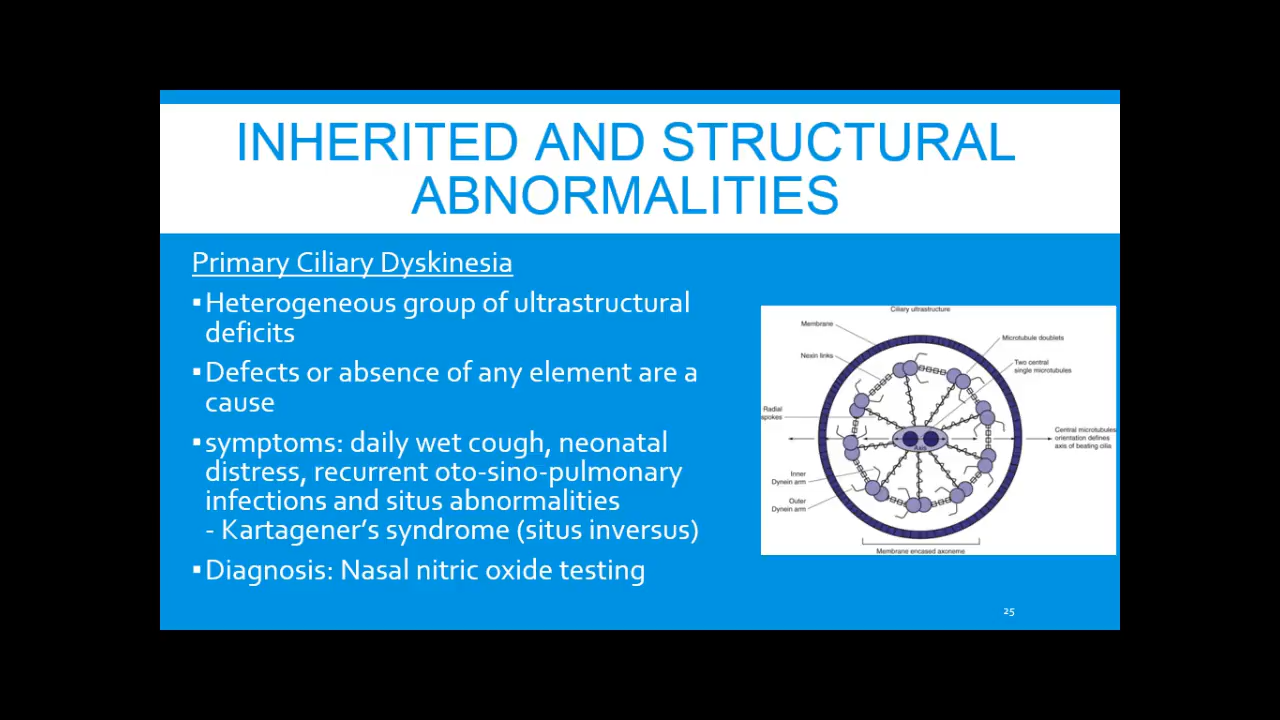 INHERITED AND STRUCTURAL
ABNORMALITIES
Primary Ciliary Dyskinesia
▪Heterogeneous group of ultrastructural
deficits
▪Defects or absence of any element are a
cause
▪symptoms: daily wet cough, neonatal
distress, recurrent oto-sino-pulmonary
infections and situs abnormalities
- Kartagener’s syndrome (situs inversus)
▪Diagnosis: Nasal nitric oxide testing
Ciliary ultrastructure
Membrane
Nexin links
Radial
spokes
Inner
Dynein arm
Outer
Dynein arm
Microtubule doublets
Two central
single microtubules
Central microtubules
orientation defines
axis of beating cilia
Axis
Membrane encased axoneme
25